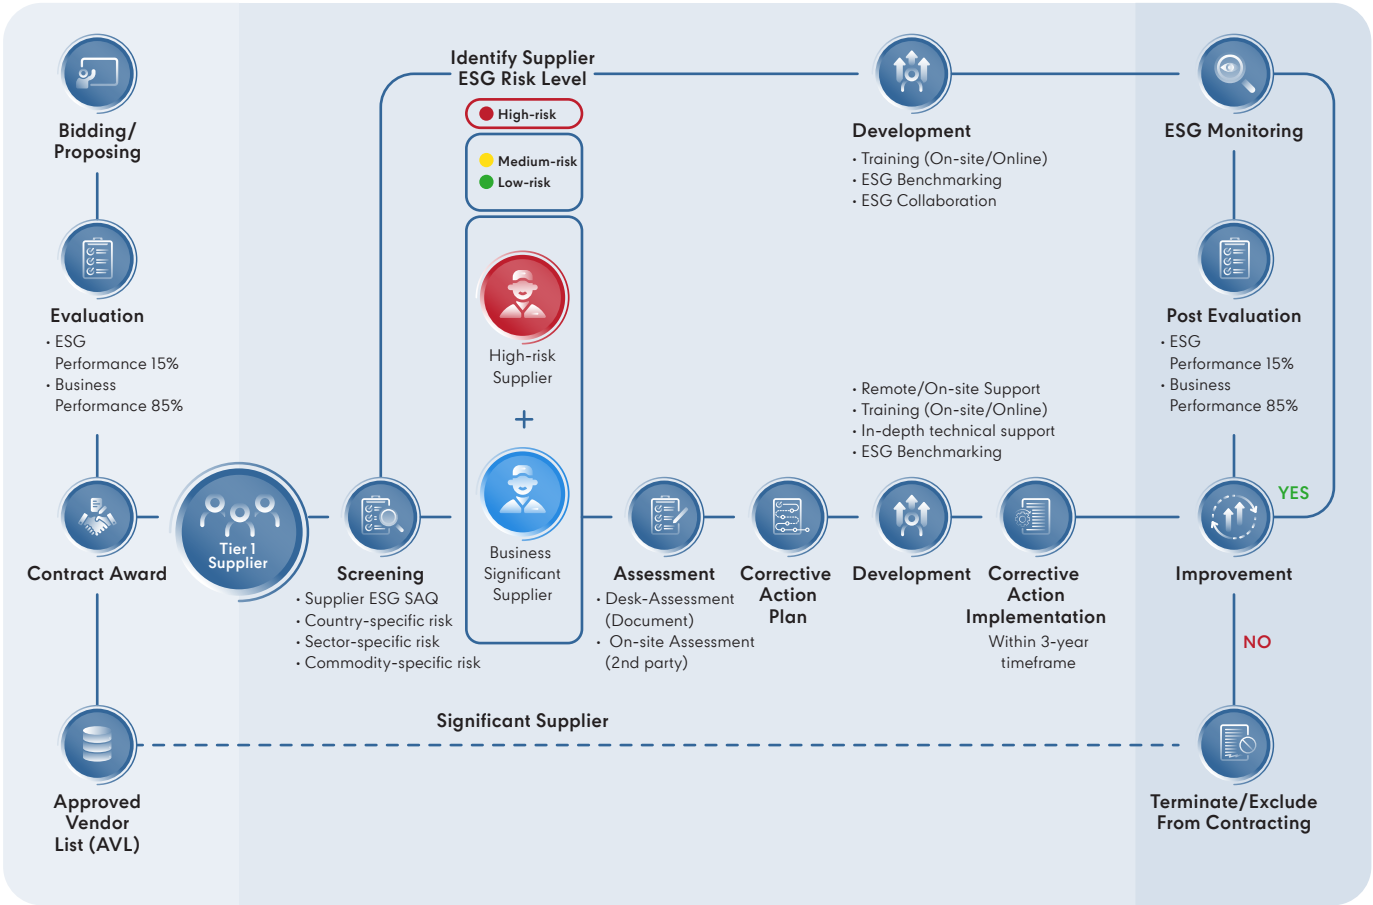 Bidding/
Proposing
Evaluation
• ESG
Performance 15%
• Business
Performance 85%
Contract Award
Approved
Vendor
List (AVL)
Tier 1
Supplier
Screening
• Supplier ESG SAQ
• Country-specific risk
• Sector-specific risk
• Commodity-specific risk
Identify Supplier
ESG Risk Level
High-risk
Medium-risk
Low-risk
High-risk
Supplier
+
Business
Significant
Supplier
Assessment
• Desk-Assessment
(Document)
• On-site Assessment
(2nd party)
Corrective
Action
Plan
Development
• Training (On-site/Online)
• ESG Benchmarking
• ESG Collaboration
• Remote/On-site Support
• Training (On-site/Online)
• In-depth technical support
• ESG Benchmarking
Development
Corrective
Action
Implementation
Within 3-year
timeframe
ESG Monitoring
Post Evaluation
• ESG
Performance 15%
• Business
Performance 85%
YES
Improvement
NO
Significant Supplier
Terminate/Exclude
From Contracting